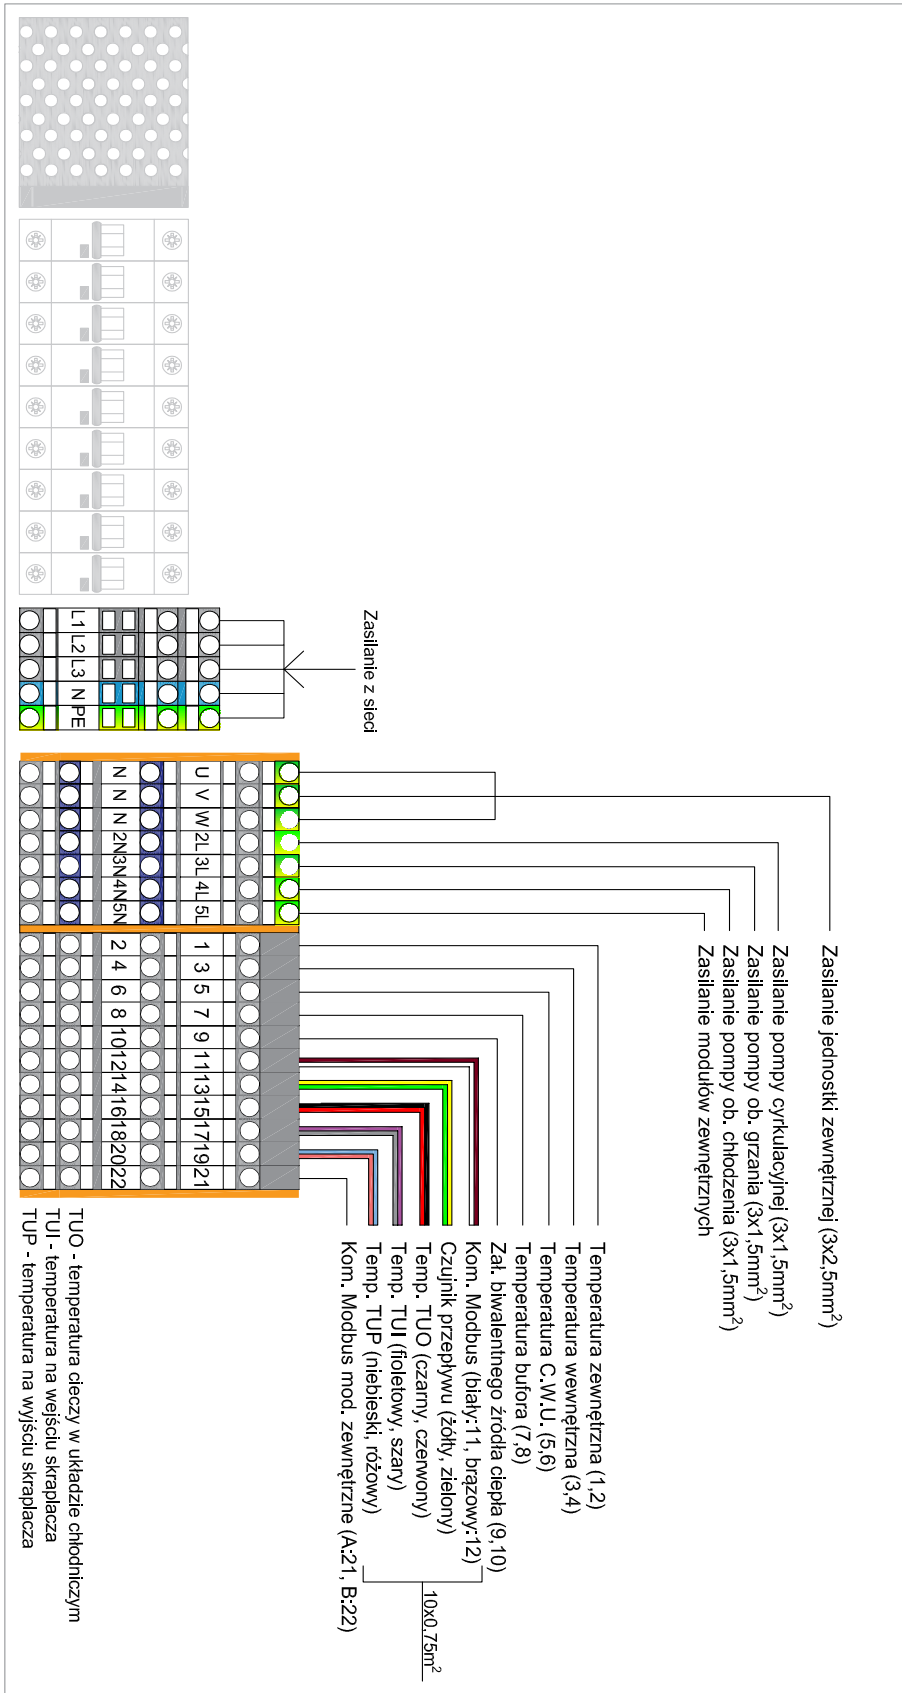 Zasilanie z sieci
L1 L2 L3 N PE
Zasilanie jednostki zewnętrznej (3x2,5mm²)
Zasilanie pompy cyrkulacyjnej (3x1,5mm²)
Zasilanie pompy ob. grzania (3x1,5mm²)
Zasilanie pompy ob. chłodzenia (3x1,5mm²)
Zasilanie modułów zewnętrznych
U V W 2L 3L 4L 5L
N N N 2N 3N 4N 5N
1 3 5 7 9 11 13 15 17 19 21
2 4 6 8 10 12 14 16 18 20 22
Temperatura zewnętrzna (1,2)
Temperatura wewnętrzna (3,4)
Temperatura C.W.U. (5,6)
Temperatura bufora (7,8)
Zał. biwalentnego źródła ciepła (9,10)
Kom. Modbus (biały:11, brązowy:12)
Czujnik przepływu (żółty, zielony)
Temp. TUO (czarny, czerwony)
Temp. TUI (fioletowy, szary)
Temp. TUP (niebieski, różowy)
Kom. Modbus mod. zewnętrzne (A:21, B:22)
10x0,75m²
TUO - temperatura cieczy w układzie chłodniczym
TUI - temperatura na wejściu skraplacza
TUP - temperatura na wyjściu skraplacza